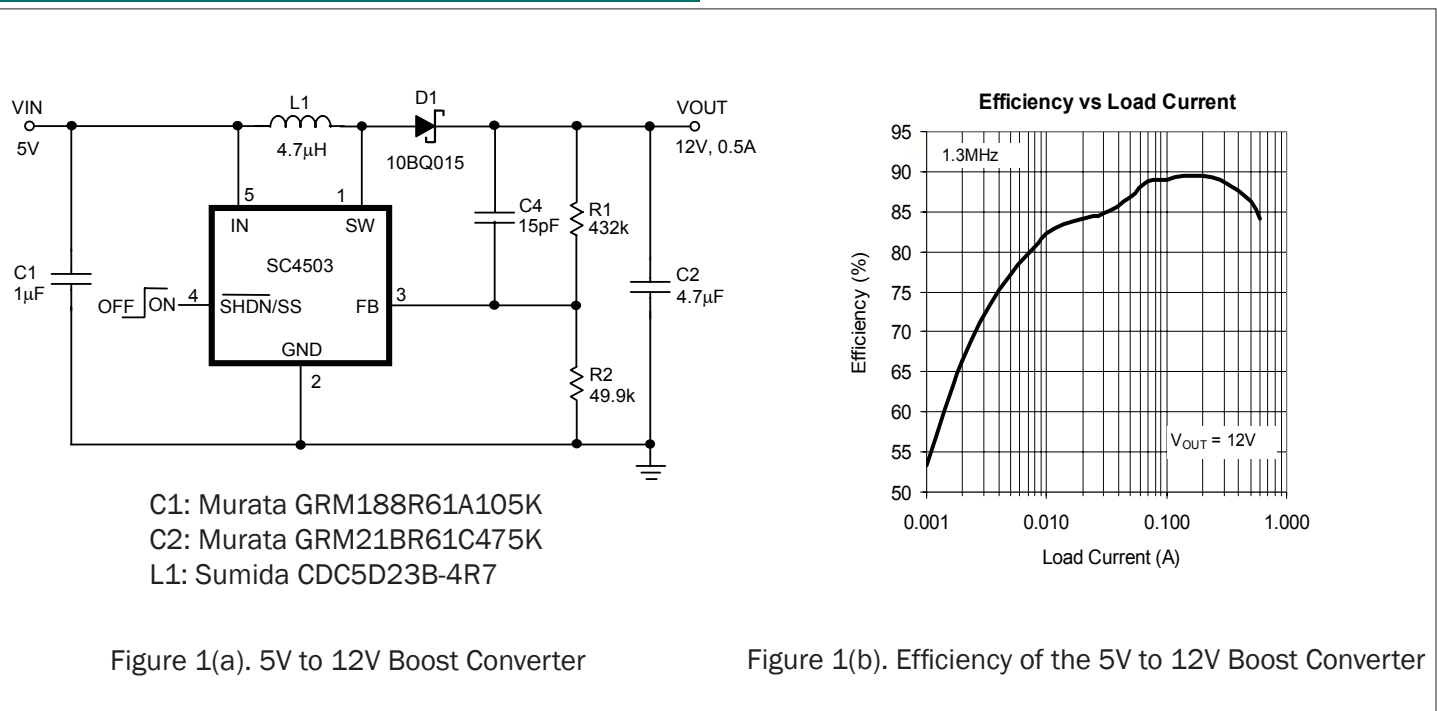 VIN
5V
L1
4.7μH
D1
10BQ015
VOUT
12V, 0.5A
5
1
IN
SW
C4
15pF
R1
432k
SC4503
C1
1μF
C2
4.7μF
OFF
ON
4
SHDN/SS
FB
3
GND
2
R2
49.9k
C1: Murata GRM188R61A105K
C2: Murata GRM21BR61C475K
L1: Sumida CDC5D23B-4R7
Figure 1(a). 5V to 12V Boost Converter
Efficiency vs Load Current
95
90
85
80
75
70
65
60
55
50
Efficiency (%)
1.3MHz
VOUT = 12V
0.001
0.010
0.100
1.000
Load Current (A)
Figure 1(b). Efficiency of the 5V to 12V Boost Converter